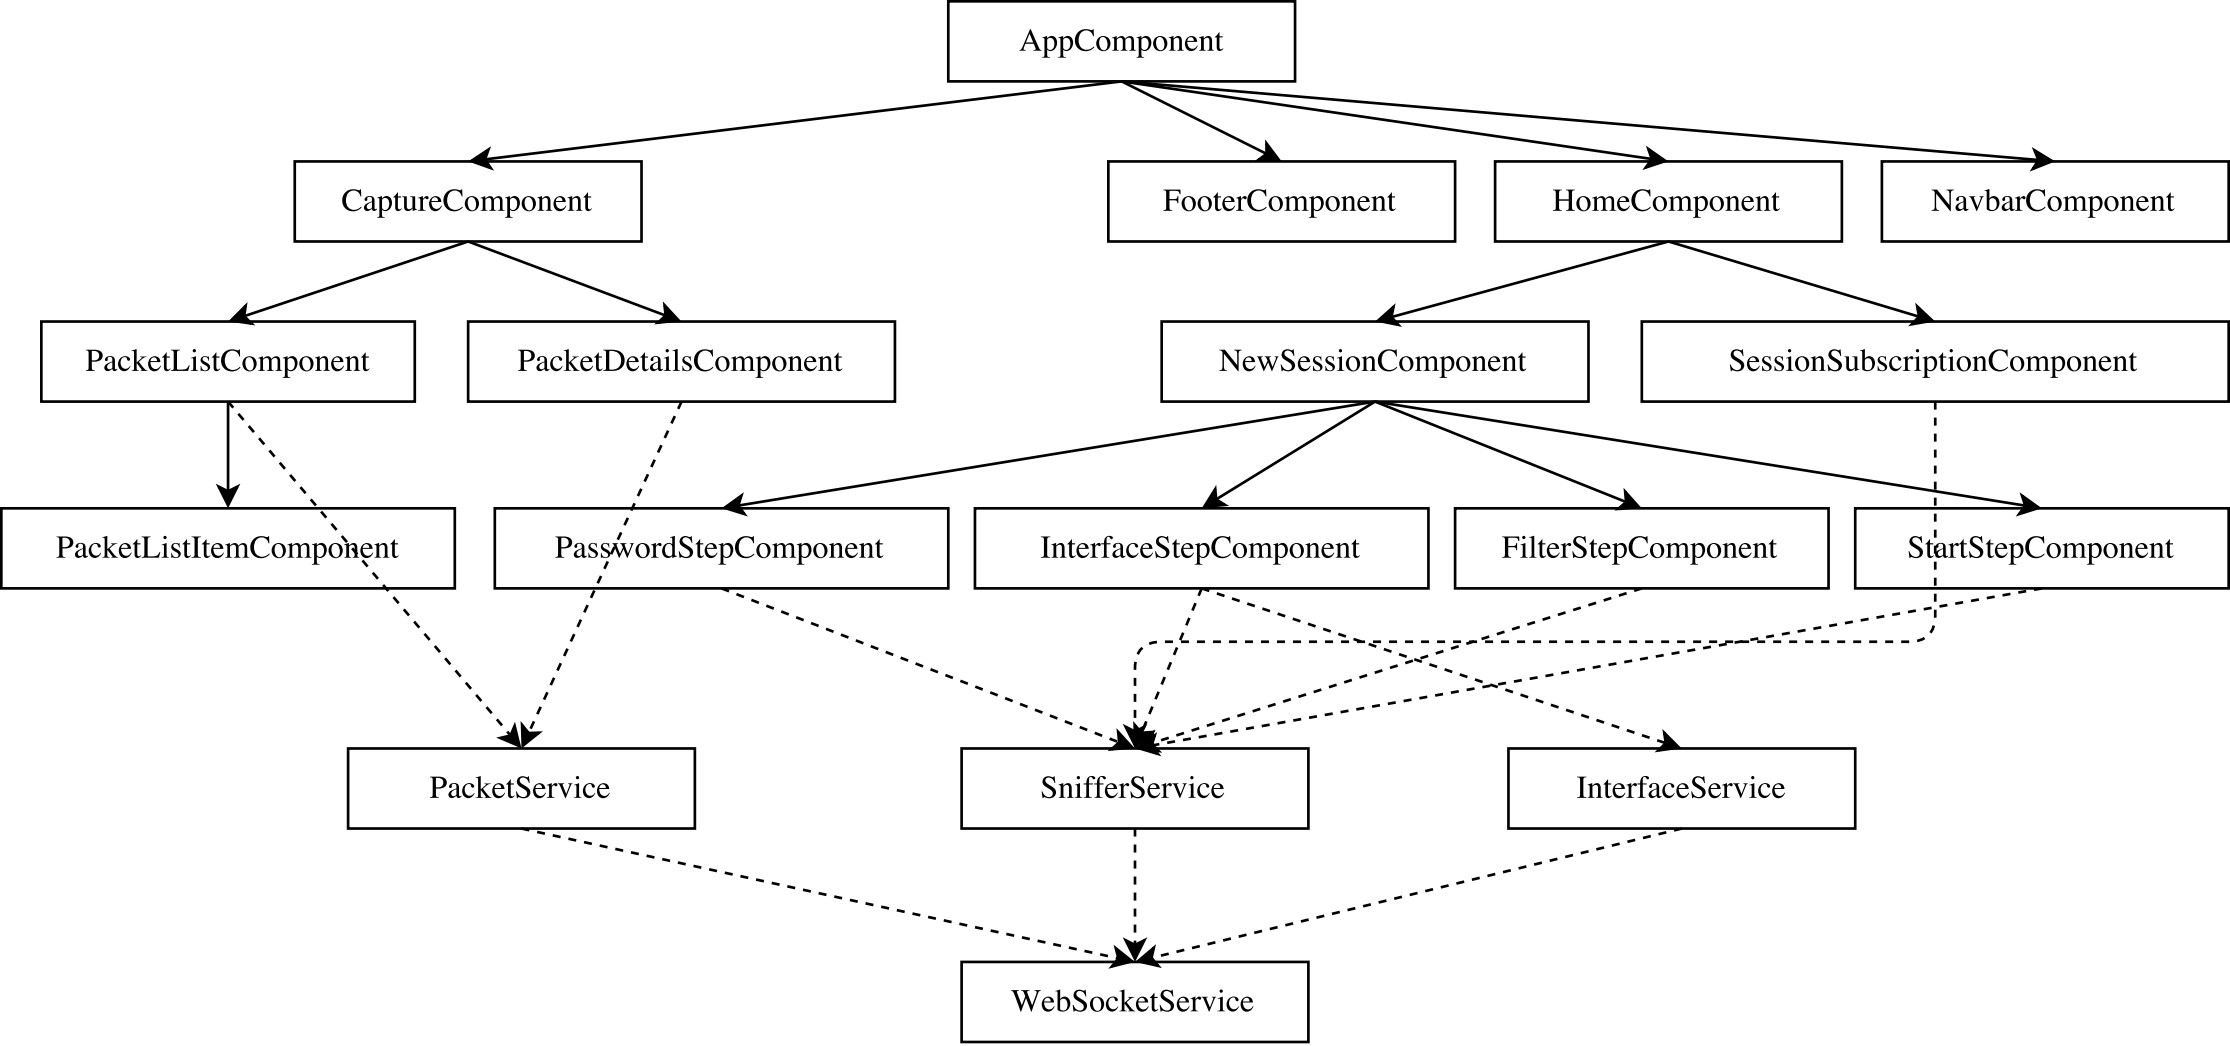 AppComponent
CaptureComponent
FooterComponent
HomeComponent
NavbarComponent
PacketListComponent
PacketDetailsComponent
NewSessionComponent
SessionSubscriptionComponent
PacketListItemComponent
PasswordStepComponent
InterfaceStepComponent
FilterStepComponent
StartStepComponent
PacketService
SnifferService
InterfaceService
WebSocketService